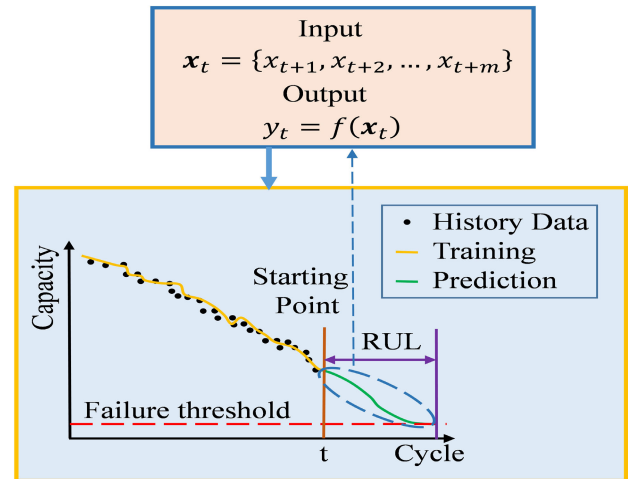 Input
𝒙ₜ = {xₜ₊₁, xₜ₊₂, …, xₜ₊ₘ}
Output
yₜ = f(𝒙ₜ)
History Data
Training
Prediction
Starting
Point
RUL
Capacity
Failure threshold
t
Cycle